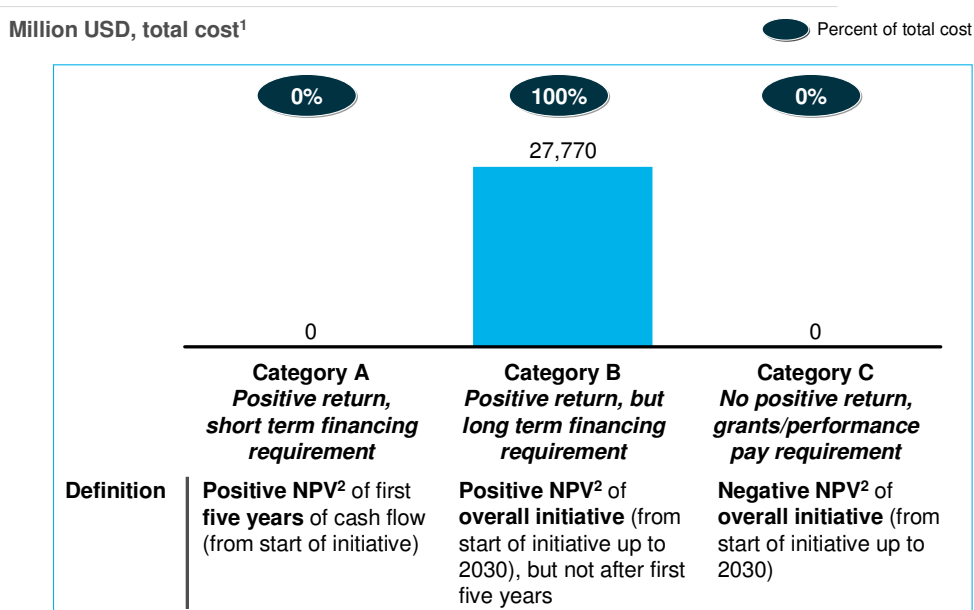 Million USD, total cost¹
Percent of total cost
0%
100%
0%
27,770
0
0
Category A
Positive return,
short term financing
requirement
Category B
Positive return, but
long term financing
requirement
Category C
No positive return,
grants/performance
pay requirement
Definition
Positive NPV² of first
five years of cash flow
(from start of initiative)
Positive NPV² of
overall initiative (from
start of initiative up to
2030), but not after first
five years
Negative NPV² of
overall initiative (from
start of initiative up to
2030)